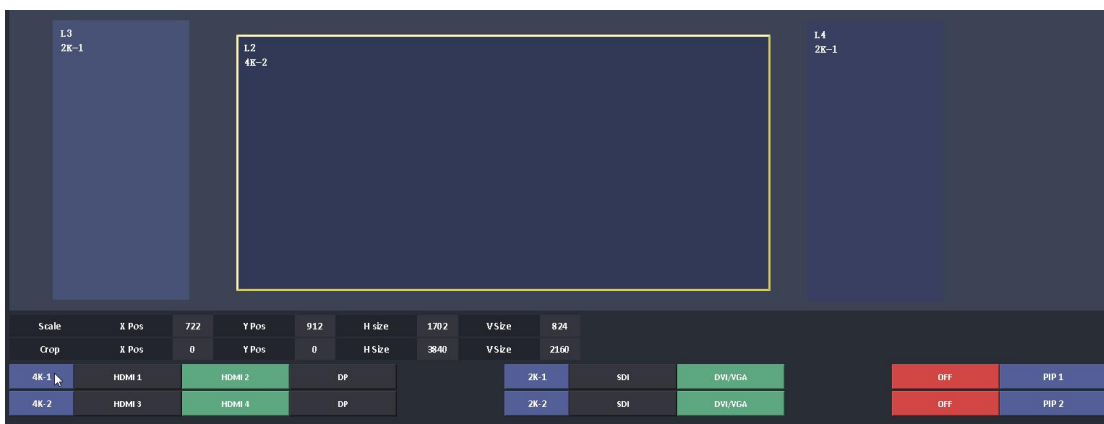 L3
2K-1
L2
4K-2
L4
2K-1
Scale X Pos 722 Y Pos 912 H size 1702 V Size 824
Crop X Pos 0 Y Pos 0 H Size 3840 V Size 2160
4K-1 HDMI 1 HDMI 2 DP 2K-1 SDI DVI/VGA OFF PIP 1
4K-2 HDMI 3 HDMI 4 DP 2K-2 SDI DVI/VGA OFF PIP 2